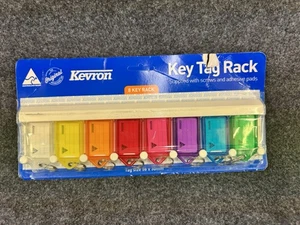 Kevron
Key Tag Rack
Supplied with screws and adhesive pads
8 KEY RACK